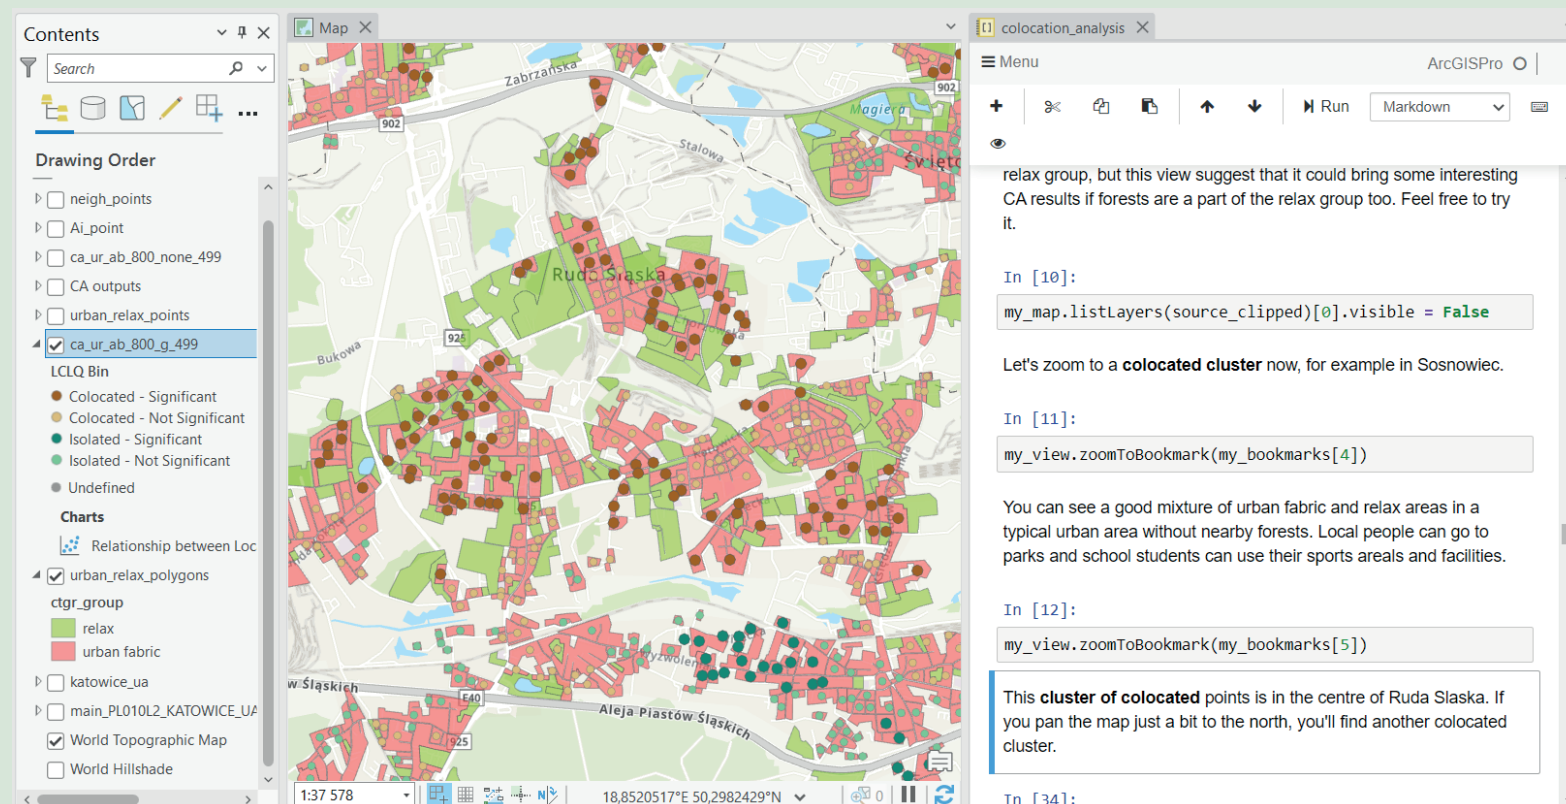 Contents
Search
Drawing Order
neigh_points
Ai_point
ca_ur_ab_800_none_499
CA outputs
urban_relax_points
ca_ur_ab_800_g_499
LCLQ Bin
Colocated - Significant
Colocated - Not Significant
Isolated - Significant
Isolated - Not Significant
Undefined
Charts
Relationship between Loc
urban_relax_polygons
ctgr_group
relax
urban fabric
katowice_ua
main_PL010L2_KATOWICE_UA
World Topographic Map
World Hillshade
Map
Zabrzańska
902
902
Magiera
Stalowa
Święto
Ruda Śląska
925
Bukowa
Wyzwolen
w Śląskich
E40
Aleja Piastów Śląskich
925
1:37 578
18,8520517°E 50,2982429°N
0
colocation_analysis
Menu
ArcGISPro
Run
Markdown
relax group, but this view suggest that it could bring some interesting
CA results if forests are a part of the relax group too. Feel free to try
it.
In [10]:
my_map.listLayers(source_clipped)[0].visible = False
Let's zoom to a colocated cluster now, for example in Sosnowiec.
In [11]:
my_view.zoomToBookmark(my_bookmarks[4])
You can see a good mixture of urban fabric and relax areas in a
typical urban area without nearby forests. Local people can go to
parks and school students can use their sports areals and facilities.
In [12]:
my_view.zoomToBookmark(my_bookmarks[5])
This cluster of colocated points is in the centre of Ruda Slaska. If
you pan the map just a bit to the north, you'll find another colocated
cluster.
In [34]: